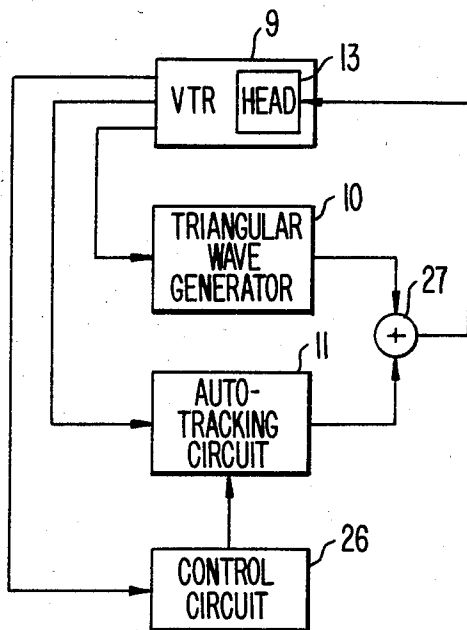 9
13
VTR
HEAD
10
TRIANGULAR
WAVE
GENERATOR
27
+
11
AUTO-
TRACKING
CIRCUIT
26
CONTROL
CIRCUIT